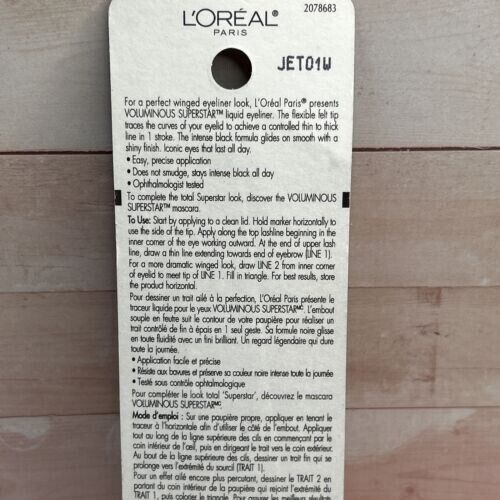 2078683
L'ORÉAL®
PARIS
JET01W
For a perfect winged eyeliner look, L'Oréal Paris® presents
VOLUMINOUS SUPERSTAR™ liquid eyeliner. The flexible felt tip
traces the curves of your eyelid to achieve a controlled thin to thick
line in 1 stroke. The intense black formula glides on smooth with a
shiny finish. Iconic eyes that last all day.
• Easy, precise application
• Does not smudge, stays intense black all day
• Ophthalmologist tested
To complete the total Superstar look, discover the VOLUMINOUS
SUPERSTAR™ mascara.
To Use: Start by applying to a clean lid. Hold marker horizontally to
use the side of the tip. Apply along the top lashline beginning in the
inner corner of the eye working outward. At the end of upper lash
line, draw a thin line extending towards end of eyebrow (LINE 1).
For a more dramatic winged look, draw LINE 2 from inner corner
of eyelid to meet tip of LINE 1. Fill in triangle. For best results, store
the product horizontal.
Pour dessiner un trait ailé à la perfection, L'Oréal Paris présente le
traceur liquide pour le yeux VOLUMINOUS SUPERSTARᴹᶜ. L'embout
souple en feutre suit le contour de votre paupière pour réaliser un
trait contrôlé de fin à épais en 1 seul geste. Sa formule noire glisse
en toute fluidité avec un fini brillant. Un regard légendaire qui dure
toute la journée.
• Application facile et précise
• Résiste aux bavures et préserve sa couleur noire intense toute la journée
• Testé sous contrôle ophtalmologique
Pour compléter le look total 'Superstar', découvrez le mascara
VOLUMINOUS SUPERSTARᴹᶜ.
Mode d'emploi : Sur une paupière propre, appliquer en tenant le
traceur à l'horizontale afin d'utiliser le côté de l'embout. Appliquer
tout au long de la ligne supérieure des cils en commençant par le
coin intérieur de l'œil, puis en dirigeant le trait vers le coin extérieur.
Au bout de la ligne supérieure des cils, dessiner un trait fin qui se
prolonge vers l'extrémité du sourcil (TRAIT 1).
Pour un effet ailé encore plus percutant, dessiner le TRAIT 2 en
partant du coin intérieur de la paupière qui rejoint l'extrémité du
TRAIT 1, puis colorier le triangle. Pour assurer les meilleurs résultats